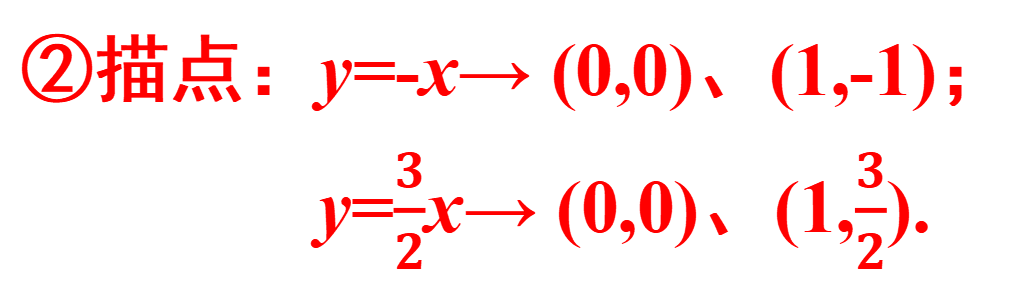 ②描点：y=-x→ (0,0)、(1,-1)；
y=3/2x→ (0,0)、(1,3/2).